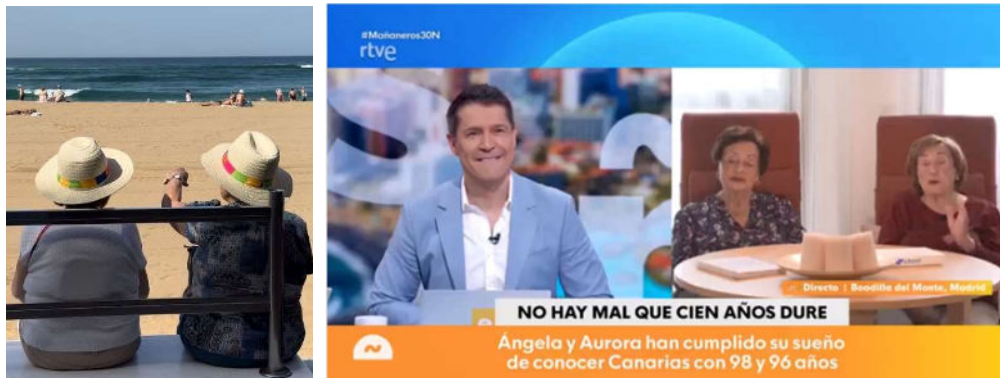 #Mañaneros30N
rtve
Directo | Boadilla del Monte, Madrid
NO HAY MAL QUE CIEN AÑOS DURE
Ángela y Aurora han cumplido su sueño
de conocer Canarias con 98 y 96 años